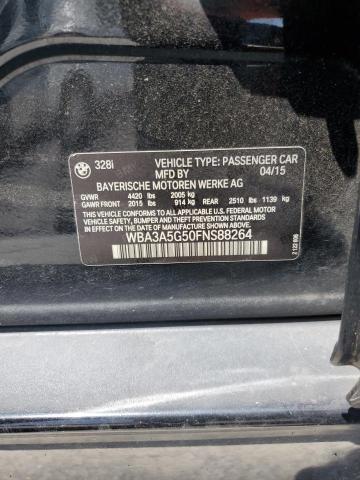 328i VEHICLE TYPE: PASSENGER CAR
MFD. BY 04/15
BAYERISCHE MOTOREN WERKE AG
GVWR 4420 lbs 2005 kg
GAWR FRONT 2015 lbs 914 kg REAR 2510 lbs 1139 kg
THIS VEHICLE CONFORMS TO ALL APPLICABLE U.S. FEDERAL MOTOR
VEHICLE SAFETY, BUMPER AND THEFT PREVENTION STANDARDS IN EFFECT ON THE
DATE OF MANUFACTURE SHOWN ABOVE.
WBA3A5G50FNS88264